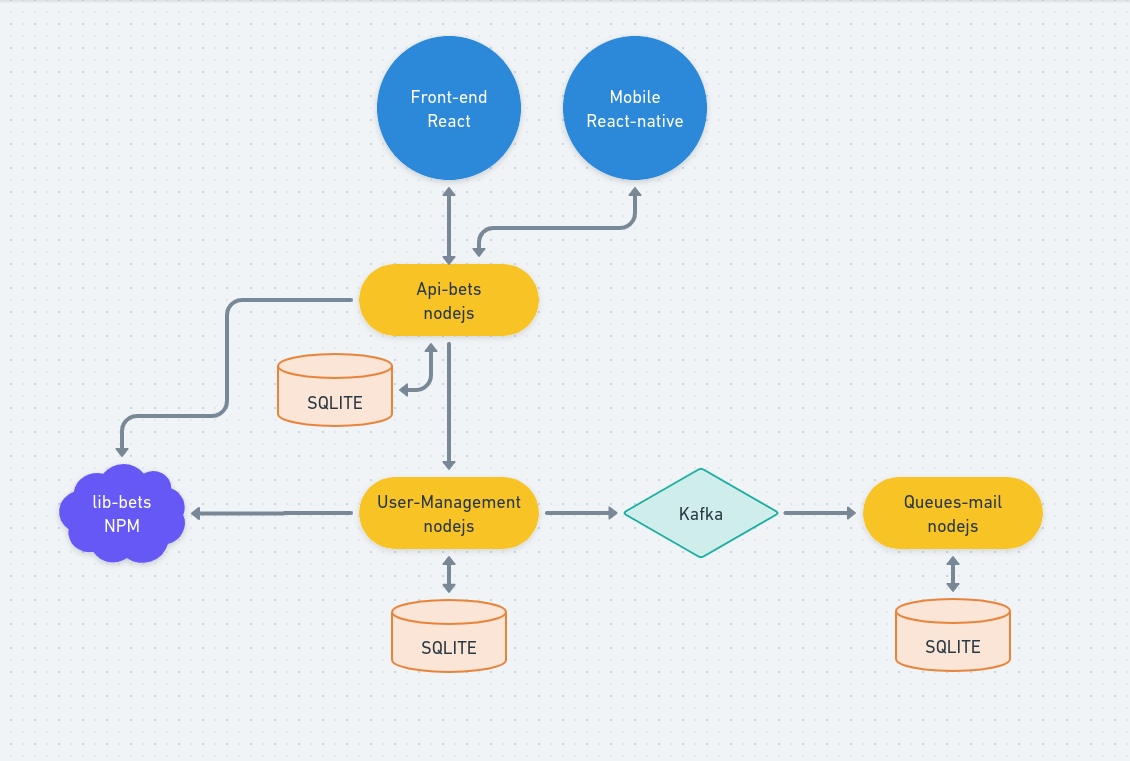 Front-end
React
Mobile
React-native
Api-bets
nodejs
SQLITE
lib-bets
NPM
User-Management
nodejs
Kafka
Queues-mail
nodejs
SQLITE
SQLITE